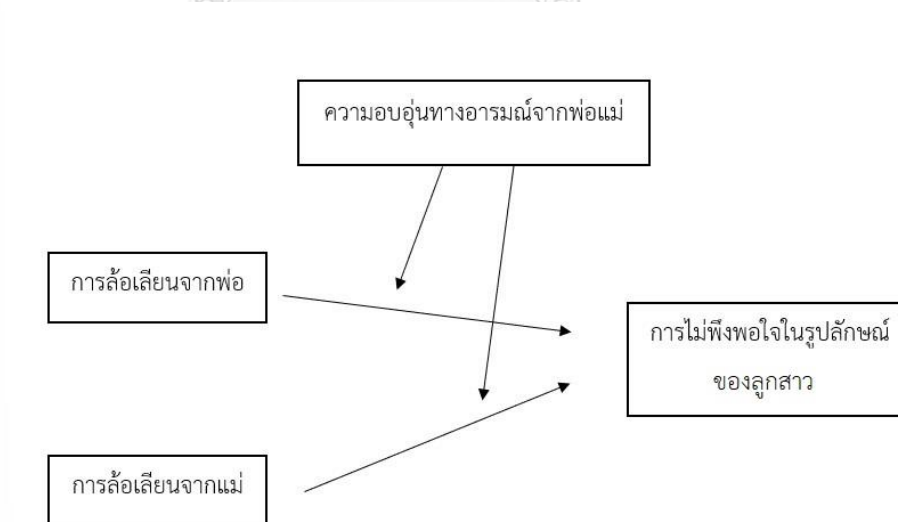 ความอบอุ่นทางอารมณ์จากพ่อแม่
การล้อเลียนจากพ่อ
การไม่พึงพอใจในรูปลักษณ์
ของลูกสาว
การล้อเลียนจากแม่